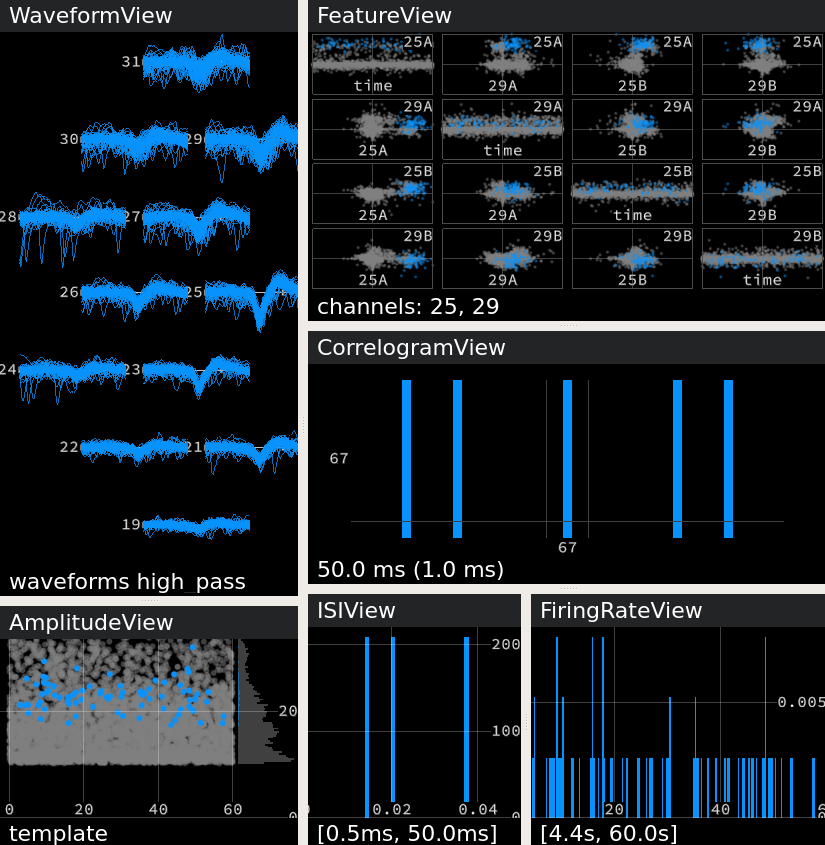 WaveformView
31
30 29
28 27
26 25
24 23
22 21
19
waveforms high_pass
AmplitudeView
20
0 20 40 60
0
template
FeatureView
25A 25A 25A 25A
time 29A 25B 29B
29A 29A 29A 29A
25A time 25B 29B
25B 25B 25B 25B
25A 29A time 29B
29B 29B 29B 29B
25A 29A 25B time
channels: 25, 29
CorrelogramView
67
67
50.0 ms (1.0 ms)
ISIView
200
100
0.02 0.04
[0.5ms, 50.0ms]
FiringRateView
0.005
20 40
[4.4s, 60.0s]